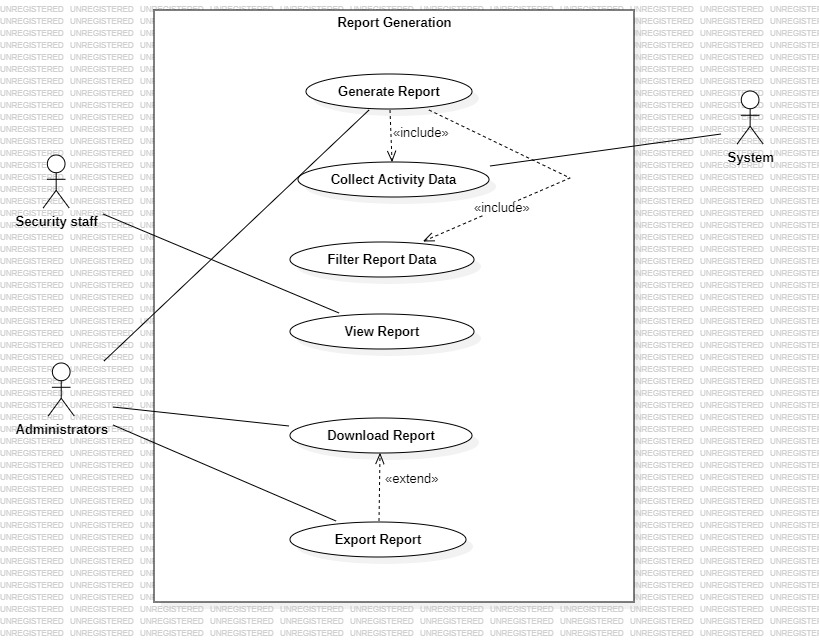 Report Generation
Generate Report
«include»
Collect Activity Data
System
Security staff
«include»
Filter Report Data
View Report
Administrators
Download Report
«extend»
Export Report
UNREGISTERED